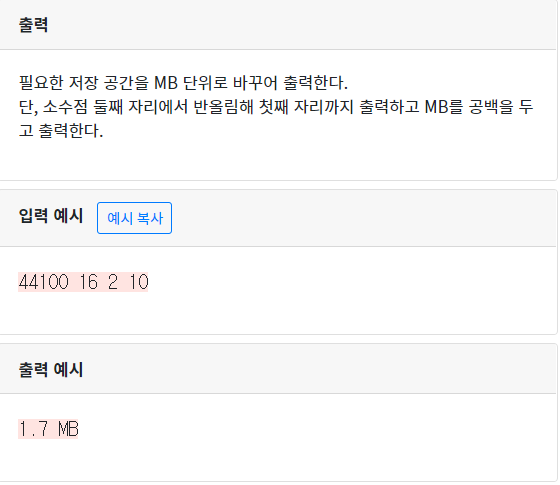 출력
필요한 저장 공간을 MB 단위로 바꾸어 출력한다.
단, 소수점 둘째 자리에서 반올림해 첫째 자리까지 출력하고 MB를 공백을 두
고 출력한다.
입력 예시 예시 복사
44100 16 2 10
출력 예시
1.7 MB